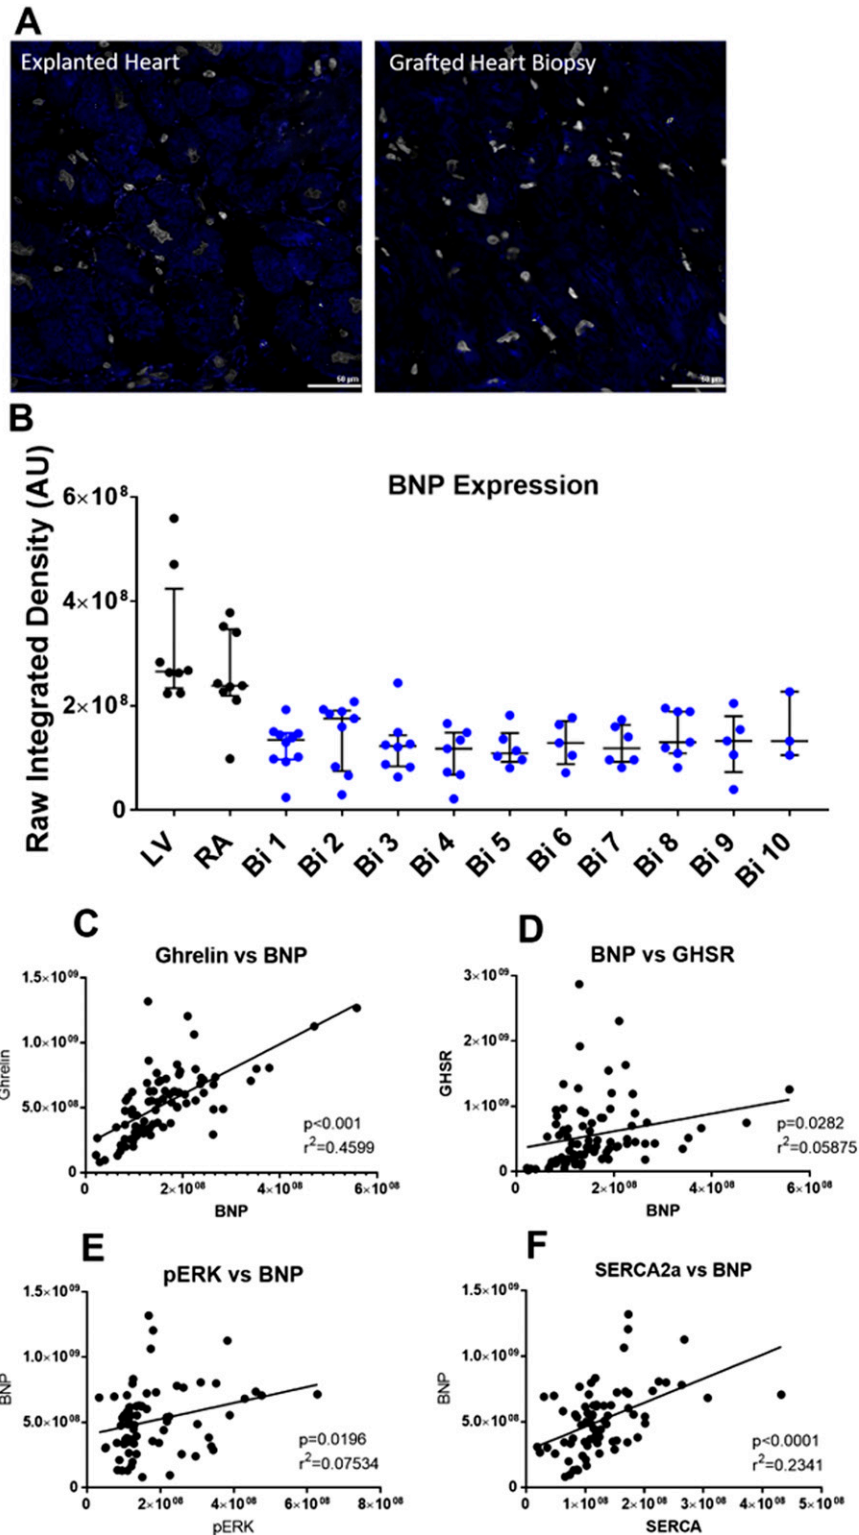 A
Explanted Heart
Grafted Heart Biopsy
50 µm
50 µm
B
BNP Expression
Raw Integrated Density (AU)
6×10⁸
4×10⁸
2×10⁸
0
LV
RA
Bi 1
Bi 2
Bi 3
Bi 4
Bi 5
Bi 6
Bi 7
Bi 8
Bi 9
Bi 10
C
Ghrelin vs BNP
Ghrelin
1.5×10⁰⁹
1.0×10⁰⁹
5.0×10⁰⁸
0
0 2×10⁰⁸ 4×10⁰⁸ 6×10⁰⁸
BNP
p<0.001
r²=0.4599
D
BNP vs GHSR
GHSR
3×10⁰⁹
2×10⁰⁹
1×10⁰⁹
0
0 2×10⁰⁸ 4×10⁰⁸ 6×10⁰⁸
BNP
p=0.0282
r²=0.05875
E
pERK vs BNP
BNP
1.5×10⁰⁹
1.0×10⁰⁹
5.0×10⁰⁸
0
0 2×10⁰⁸ 4×10⁰⁸ 6×10⁰⁸ 8×10⁰⁸
pERK
p=0.0196
r²=0.07534
F
SERCA2a vs BNP
BNP
1.5×10⁰⁹
1.0×10⁰⁹
5.0×10⁰⁸
0
0 1×10⁰⁸ 2×10⁰⁸ 3×10⁰⁸ 4×10⁰⁸ 5×10⁰⁸
SERCA
p<0.0001
r²=0.2341